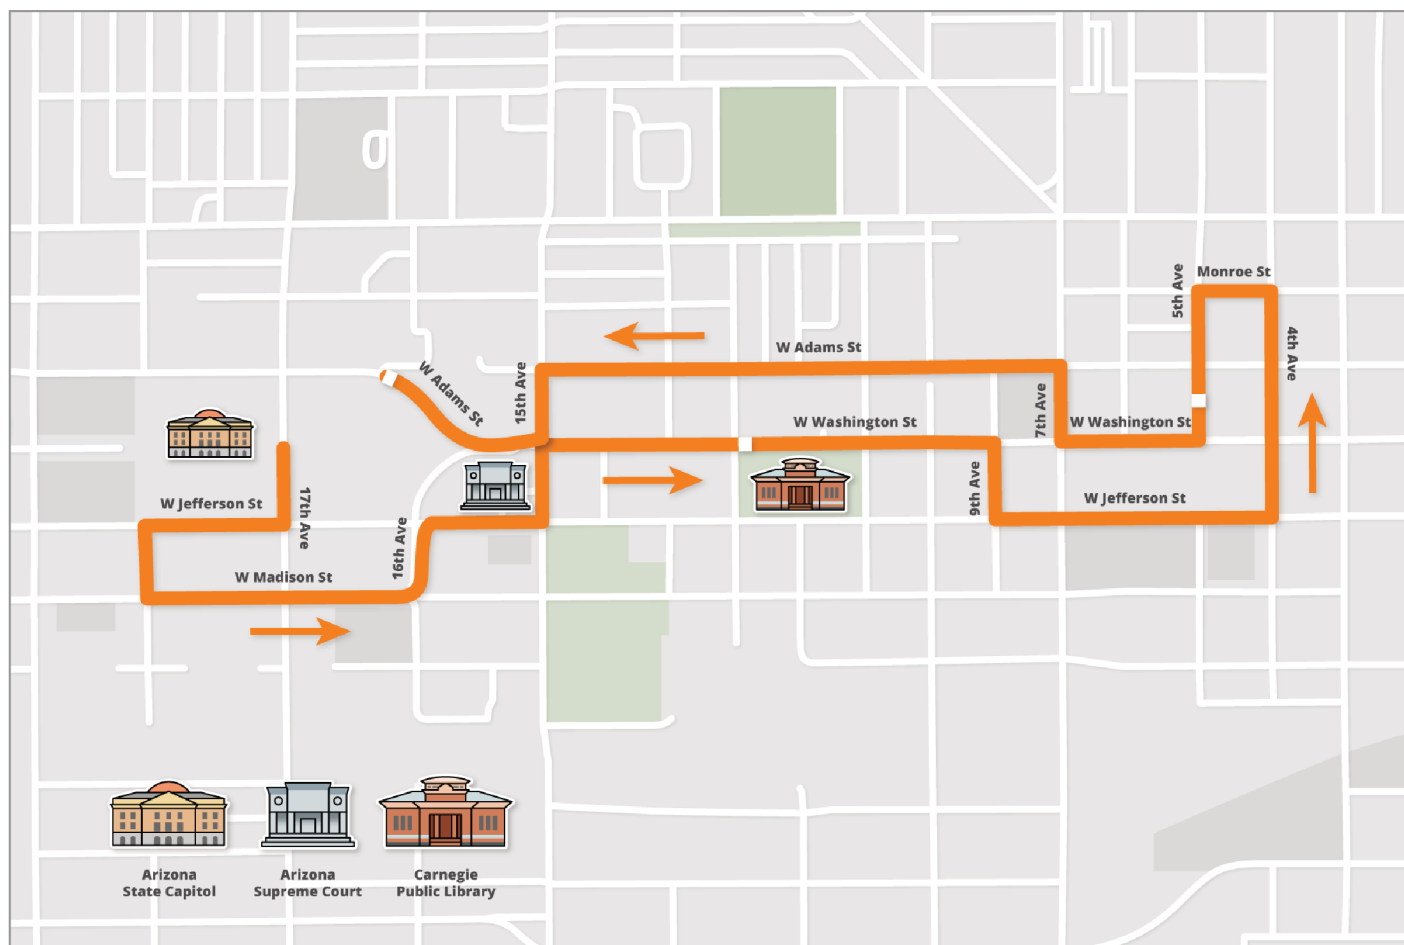 Monroe St
5th Ave
4th Ave
W Adams St
W Adams St
15th Ave
7th Ave
W Washington St
W Washington St
9th Ave
W Jefferson St
W Jefferson St
17th Ave
16th Ave
W Madison St
Arizona
State Capitol
Arizona
Supreme Court
Carnegie
Public Library